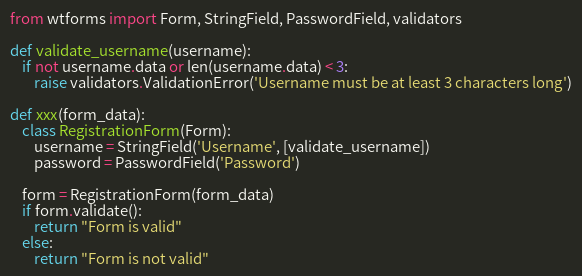 from wtforms import Form, StringField, PasswordField, validators

def validate_username(username):
    if not username.data or len(username.data) < 3:
        raise validators.ValidationError('Username must be at least 3 characters long')

def xxx(form_data):
    class RegistrationForm(Form):
        username = StringField('Username', [validate_username])
        password = PasswordField('Password')

    form = RegistrationForm(form_data)
    if form.validate():
        return "Form is valid"
    else:
        return "Form is not valid"